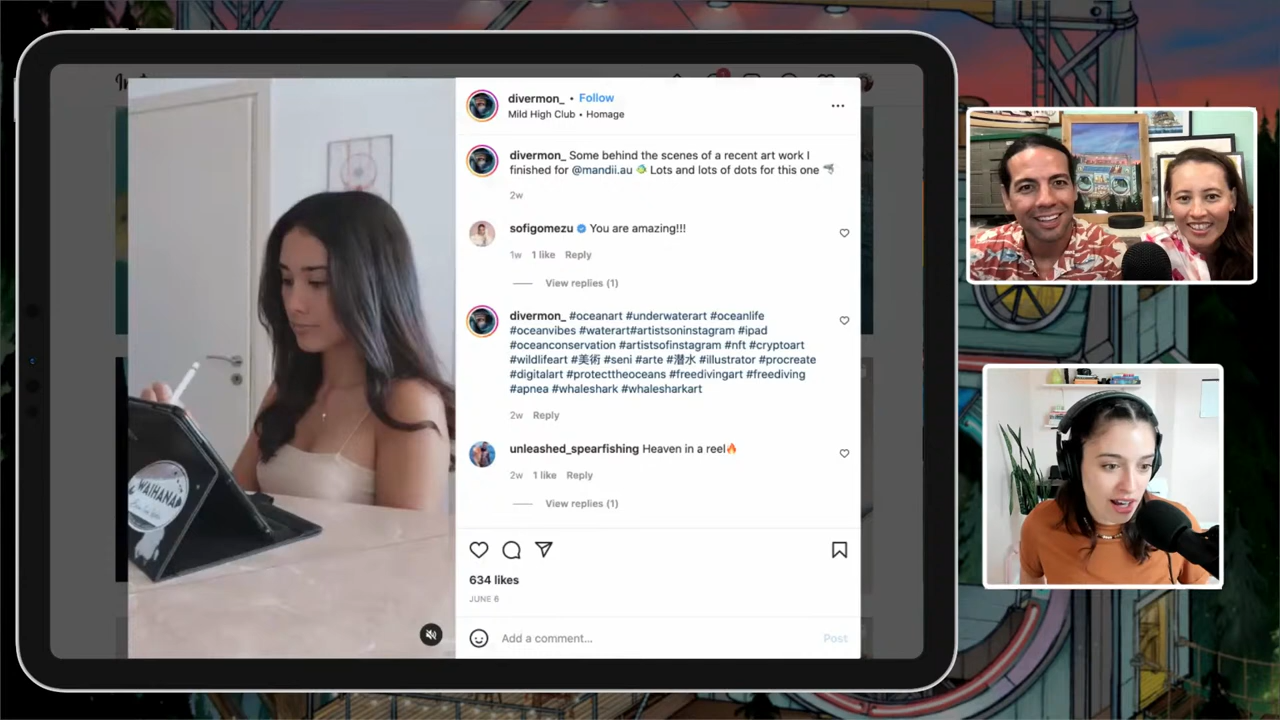 divermon_ • Follow
Mild High Club • Homage
divermon_ Some behind the scenes of a recent art work I
finished for @mandii.au Lots and lots of dots for this one
2w
sofigomezu You are amazing!!!
1w 1 like Reply
View replies (1)
divermon_ #oceanart #underwaterart #oceanlife
#oceanvibes #waterart#artistsoninstagram #ipad
#oceanconservation #artistsofinstagram #nft #cryptoart
#wildlifeart #美術 #seni #arte #潜水 #illustrator #procreate
#digitalart #protecttheoceans #freedivingart #freediving
#apnea #whaleshark #whalesharkart
2w Reply
unleashed_spearfishing Heaven in a reel🔥
2w 1 like Reply
View replies (1)
634 likes
JUNE 6
Add a comment... Post
WAIHANA